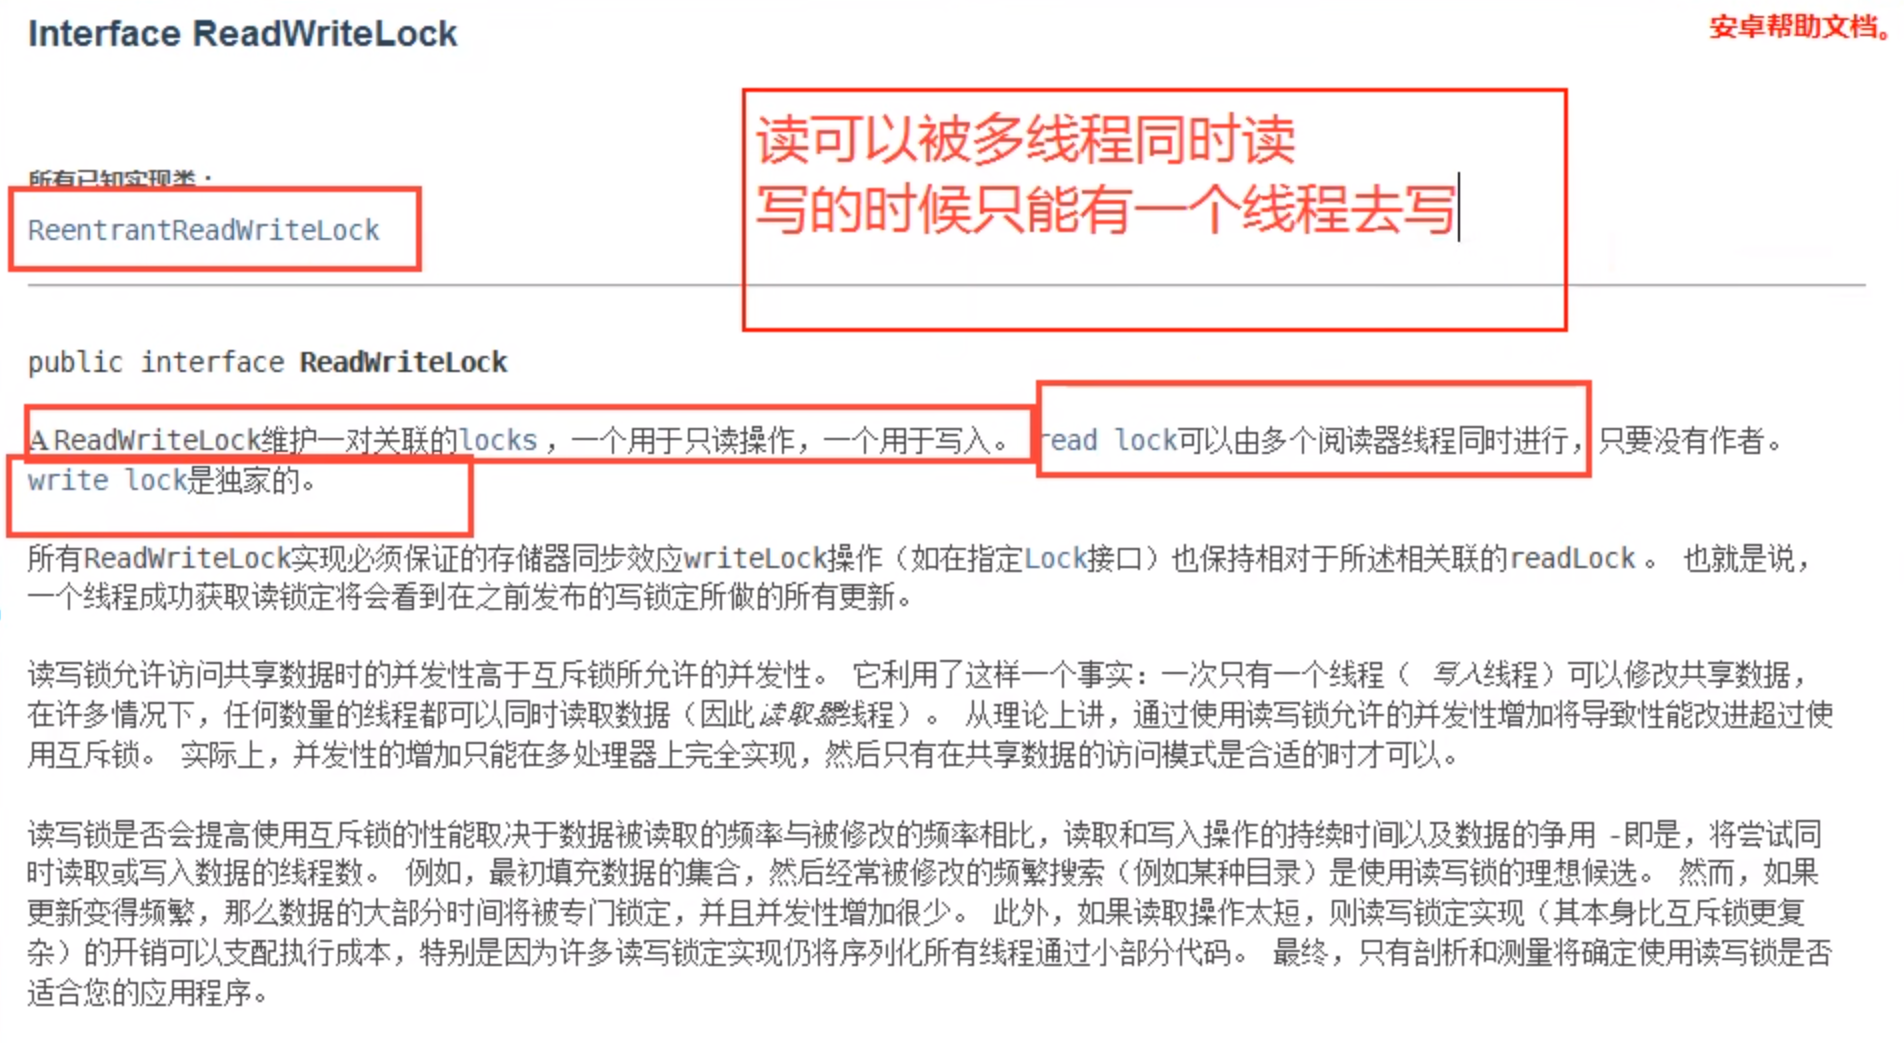 Interface ReadWriteLock
安卓帮助文档。
读可以被多线程同时读
写的时候只能有一个线程去写
所有已知实现类：
ReentrantReadWriteLock
public interface ReadWriteLock
A ReadWriteLock维护一对关联的locks ，一个用于只读操作，一个用于写入。 read lock可以由多个阅读器线程同时进行，只要没有作者。
write lock是独家的。
所有ReadWriteLock实现必须保证的存储器同步效应writeLock操作（如在指定Lock接口）也保持相对于所述相关联的readLock 。 也就是说，
一个线程成功获取读锁定将会看到在之前发布的写锁定所做的所有更新。
读写锁允许访问共享数据时的并发性高于互斥锁所允许的并发性。 它利用了这样一个事实：一次只有一个线程（ 写入线程）可以修改共享数据，
在许多情况下，任何数量的线程都可以同时读取数据（因此读取器线程）。 从理论上讲，通过使用读写锁允许的并发性增加将导致性能改进超过使
用互斥锁。 实际上，并发性的增加只能在多处理器上完全实现，然后只有在共享数据的访问模式是合适的时才可以。
读写锁是否会提高使用互斥锁的性能取决于数据被读取的频率与被修改的频率相比，读取和写入操作的持续时间以及数据的争用 -即是，将尝试同
时读取或写入数据的线程数。 例如，最初填充数据的集合，然后经常被修改的频繁搜索（例如某种目录）是使用读写锁的理想候选。 然而，如果
更新变得频繁，那么数据的大部分时间将被专门锁定，并且并发性增加很少。 此外，如果读取操作太短，则读写锁定实现（其本身比互斥锁更复
杂）的开销可以支配执行成本，特别是因为许多读写锁定实现仍将序列化所有线程通过小部分代码。 最终，只有剖析和测量将确定使用读写锁是否
适合您的应用程序。